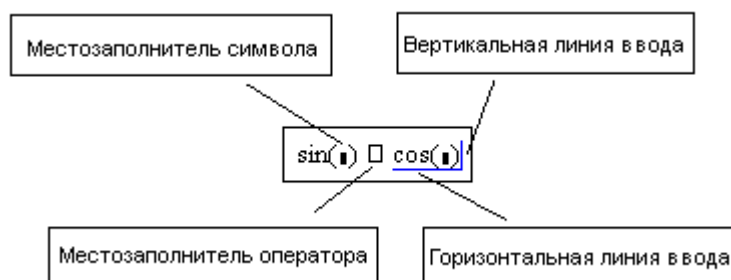 Местозаполнитель символа
Вертикальная линия ввода
sin(▮) □ cos(▮)
Местозаполнитель оператора
Горизонтальная линия ввода